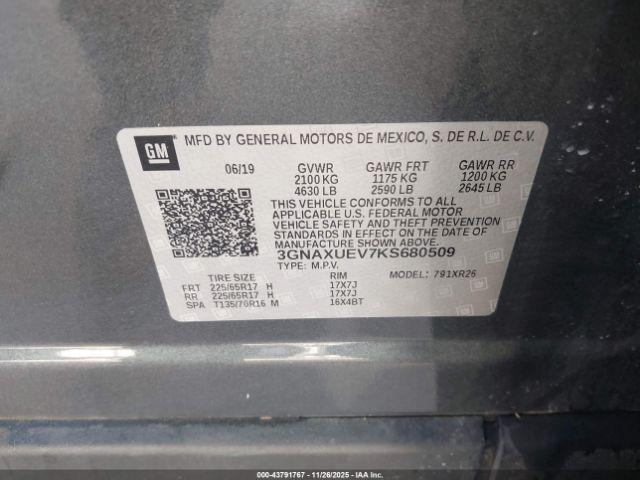 GM
MFD BY GENERAL MOTORS DE MEXICO, S. DE R.L. DE C.V.
06/19 GVWR GAWR FRT GAWR RR
2100 KG 1175 KG 1200 KG
4630 LB 2590 LB 2645 LB
THIS VEHICLE CONFORMS TO ALL
APPLICABLE U.S. FEDERAL MOTOR
VEHICLE SAFETY AND THEFT PREVENTION
STANDARDS IN EFFECT ON THE DATE OF
MANUFACTURE SHOWN ABOVE.
3GNAXUEV7KS680509
TYPE: M.P.V. MODEL: 791XR26
TIRE SIZE RIM
FRT 225/65R17 H 17X7J
RR 225/65R17 H 17X7J
SPA T135/70R16 M 16X4BT
000-43791767 - 11/26/2025 - IAAI.COM